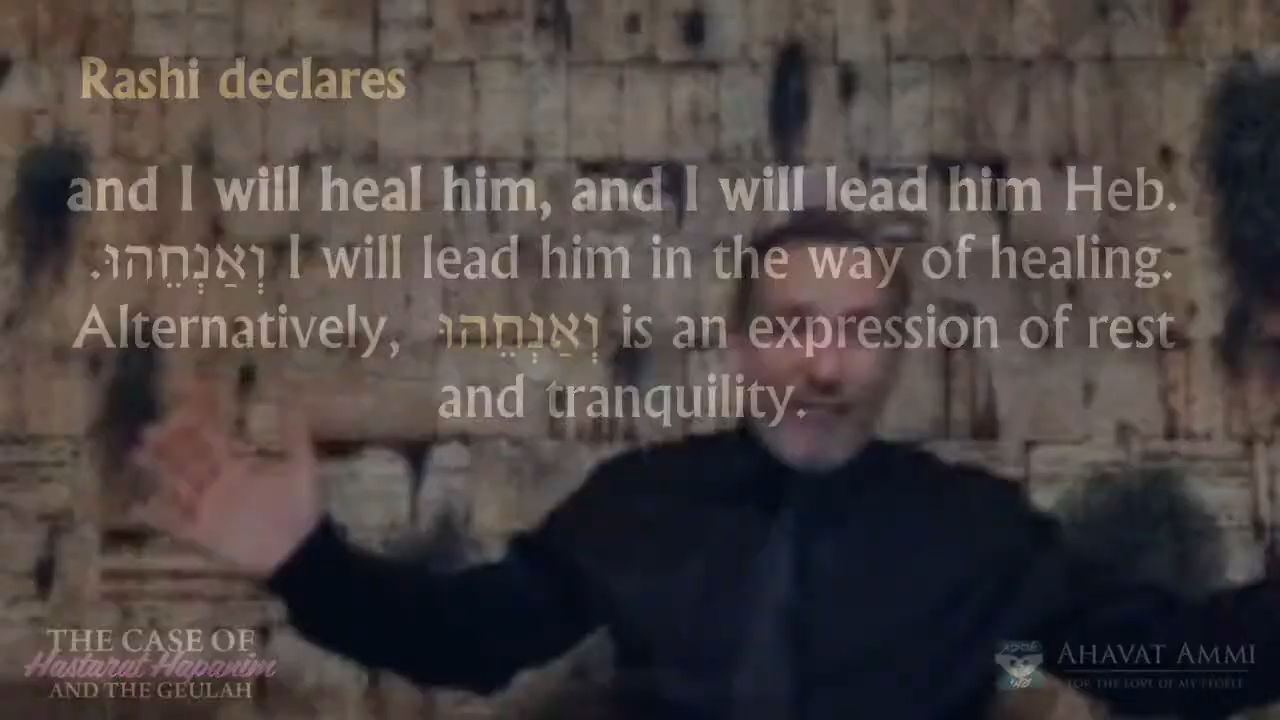 Rashi declares
and I will heal him, and I will lead him Heb.
וְאַנְחֵהוּ. I will lead him in the way of healing.
Alternatively, וְאַנְחֵהוּ is an expression of rest
and tranquility.
THE CASE OF
Hastarat Hapanim
AND THE GEULAH
AHAVAT AMMI
FOR THE LOVE OF MY PEOPLE